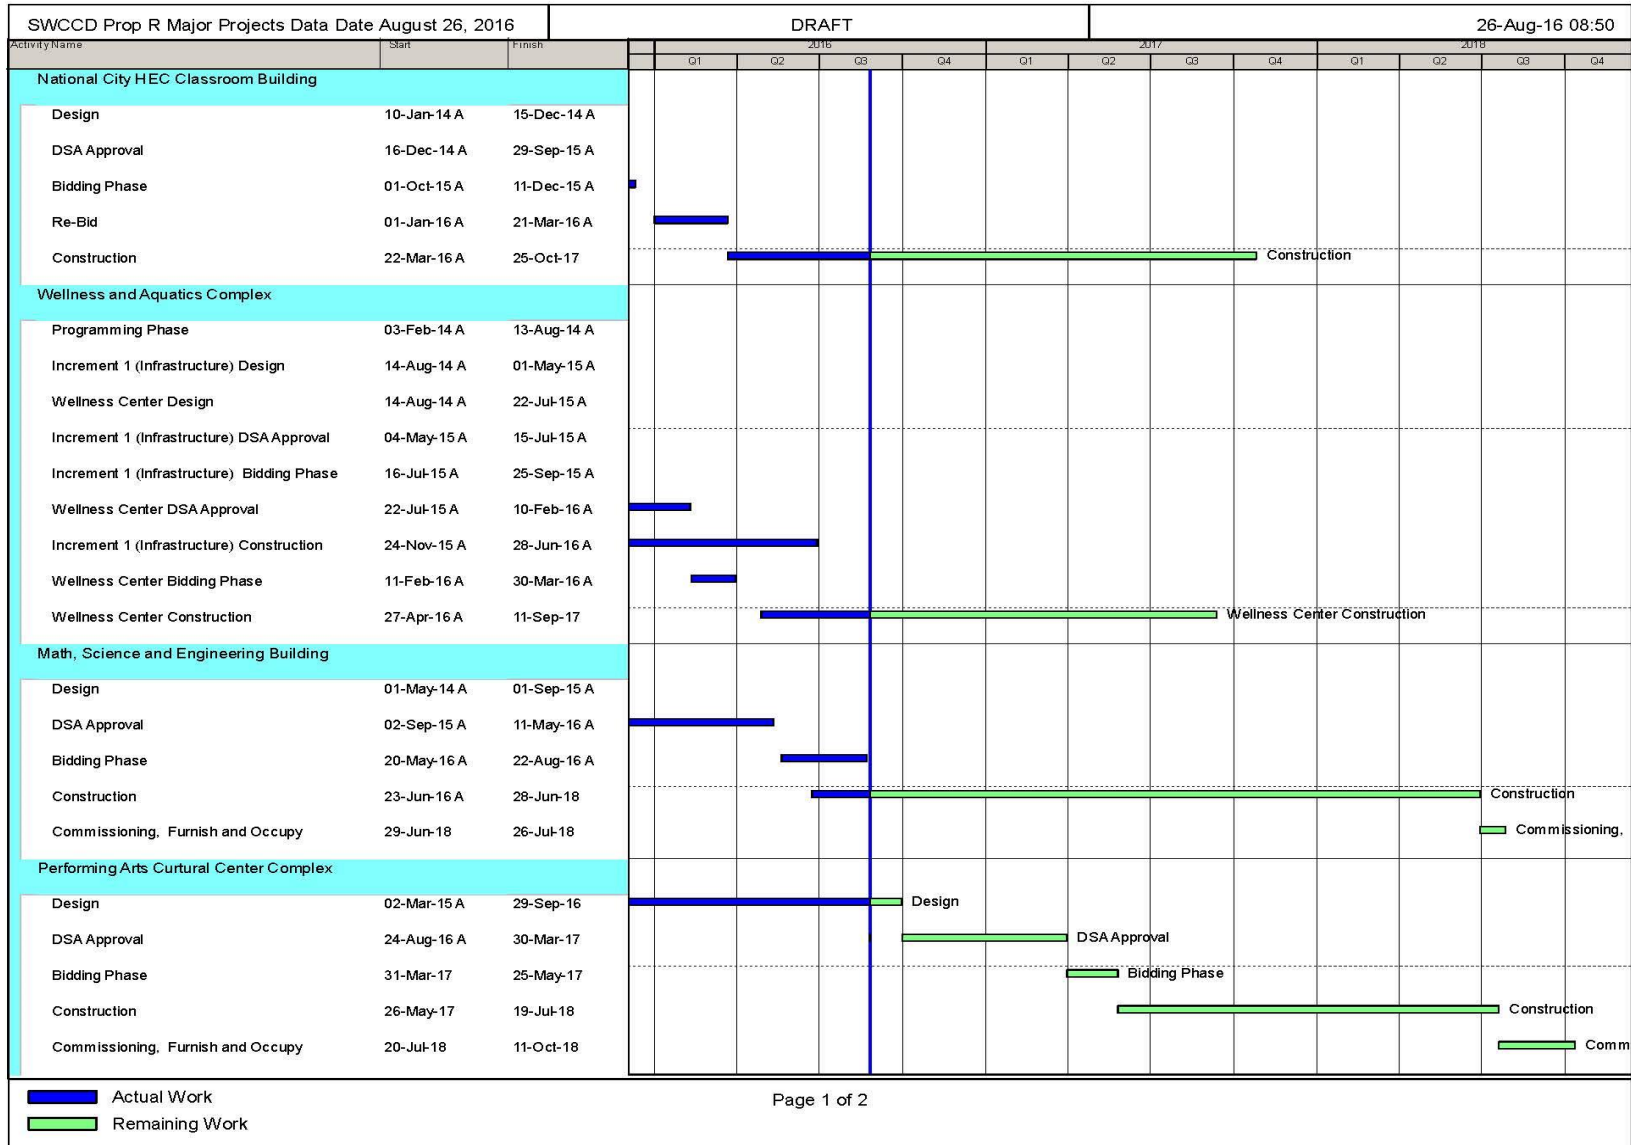 SWCCD Prop R Major Projects Data Date August 26, 2016 DRAFT 26-Aug-16 08:50
Activity Name Start Finish 2016 2017 2018
Q1 Q2 Q3 Q4 Q1 Q2 Q3 Q4 Q1 Q2 Q3 Q4
National City HEC Classroom Building
Design 10-Jan-14 A 15-Dec-14 A
DSA Approval 16-Dec-14 A 29-Sep-15 A
Bidding Phase 01-Oct-15 A 11-Dec-15 A
Re-Bid 01-Jan-16 A 21-Mar-16 A
Construction 22-Mar-16 A 25-Oct-17 Construction
Wellness and Aquatics Complex
Programming Phase 03-Feb-14 A 13-Aug-14 A
Increment 1 (Infrastructure) Design 14-Aug-14 A 01-May-15 A
Wellness Center Design 14-Aug-14 A 22-Jul-15 A
Increment 1 (Infrastructure) DSA Approval 04-May-15 A 15-Jul-15 A
Increment 1 (Infrastructure) Bidding Phase 16-Jul-15 A 25-Sep-15 A
Wellness Center DSA Approval 22-Jul-15 A 10-Feb-16 A
Increment 1 (Infrastructure) Construction 24-Nov-15 A 28-Jun-16 A
Wellness Center Bidding Phase 11-Feb-16 A 30-Mar-16 A
Wellness Center Construction 27-Apr-16 A 11-Sep-17 Wellness Center Construction
Math, Science and Engineering Building
Design 01-May-14 A 01-Sep-15 A
DSA Approval 02-Sep-15 A 11-May-16 A
Bidding Phase 20-May-16 A 22-Aug-16 A
Construction 23-Jun-16 A 28-Jun-18 Construction
Commissioning, Furnish and Occupy 29-Jun-18 26-Jul-18 Commissioning,
Performing Arts Curtural Center Complex
Design 02-Mar-15 A 29-Sep-16 Design
DSA Approval 24-Aug-16 A 30-Mar-17 DSA Approval
Bidding Phase 31-Mar-17 25-May-17 Bidding Phase
Construction 26-May-17 19-Jul-18 Construction
Commissioning, Furnish and Occupy 20-Jul-18 11-Oct-18 Comm
Actual Work Page 1 of 2
Remaining Work